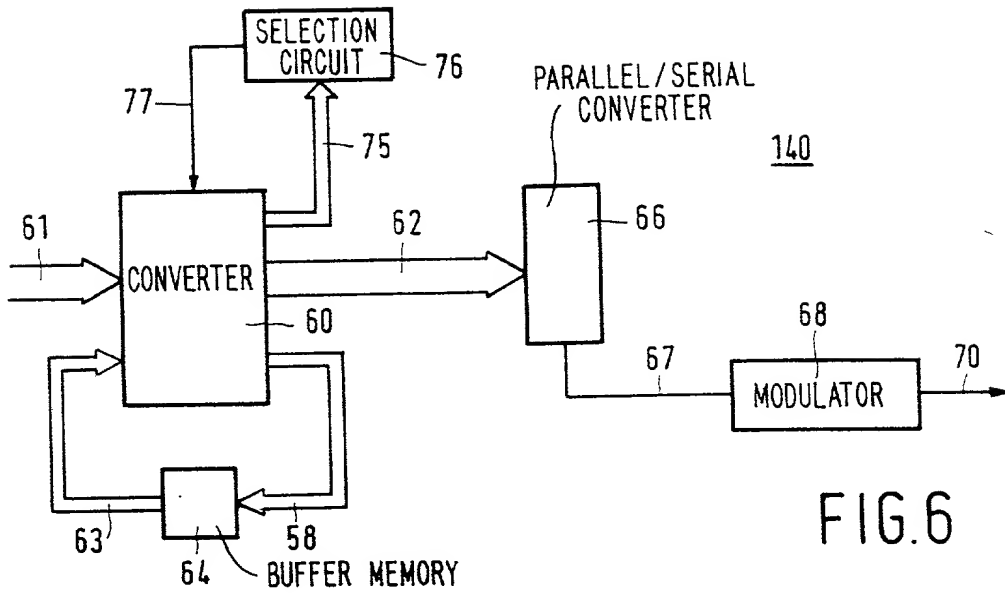 SELECTION
CIRCUIT
76
77
75
PARALLEL/SERIAL
CONVERTER
140
66
61
62
CONVERTER
60
67
68
MODULATOR
70
63
64
58
BUFFER MEMORY
FIG.6